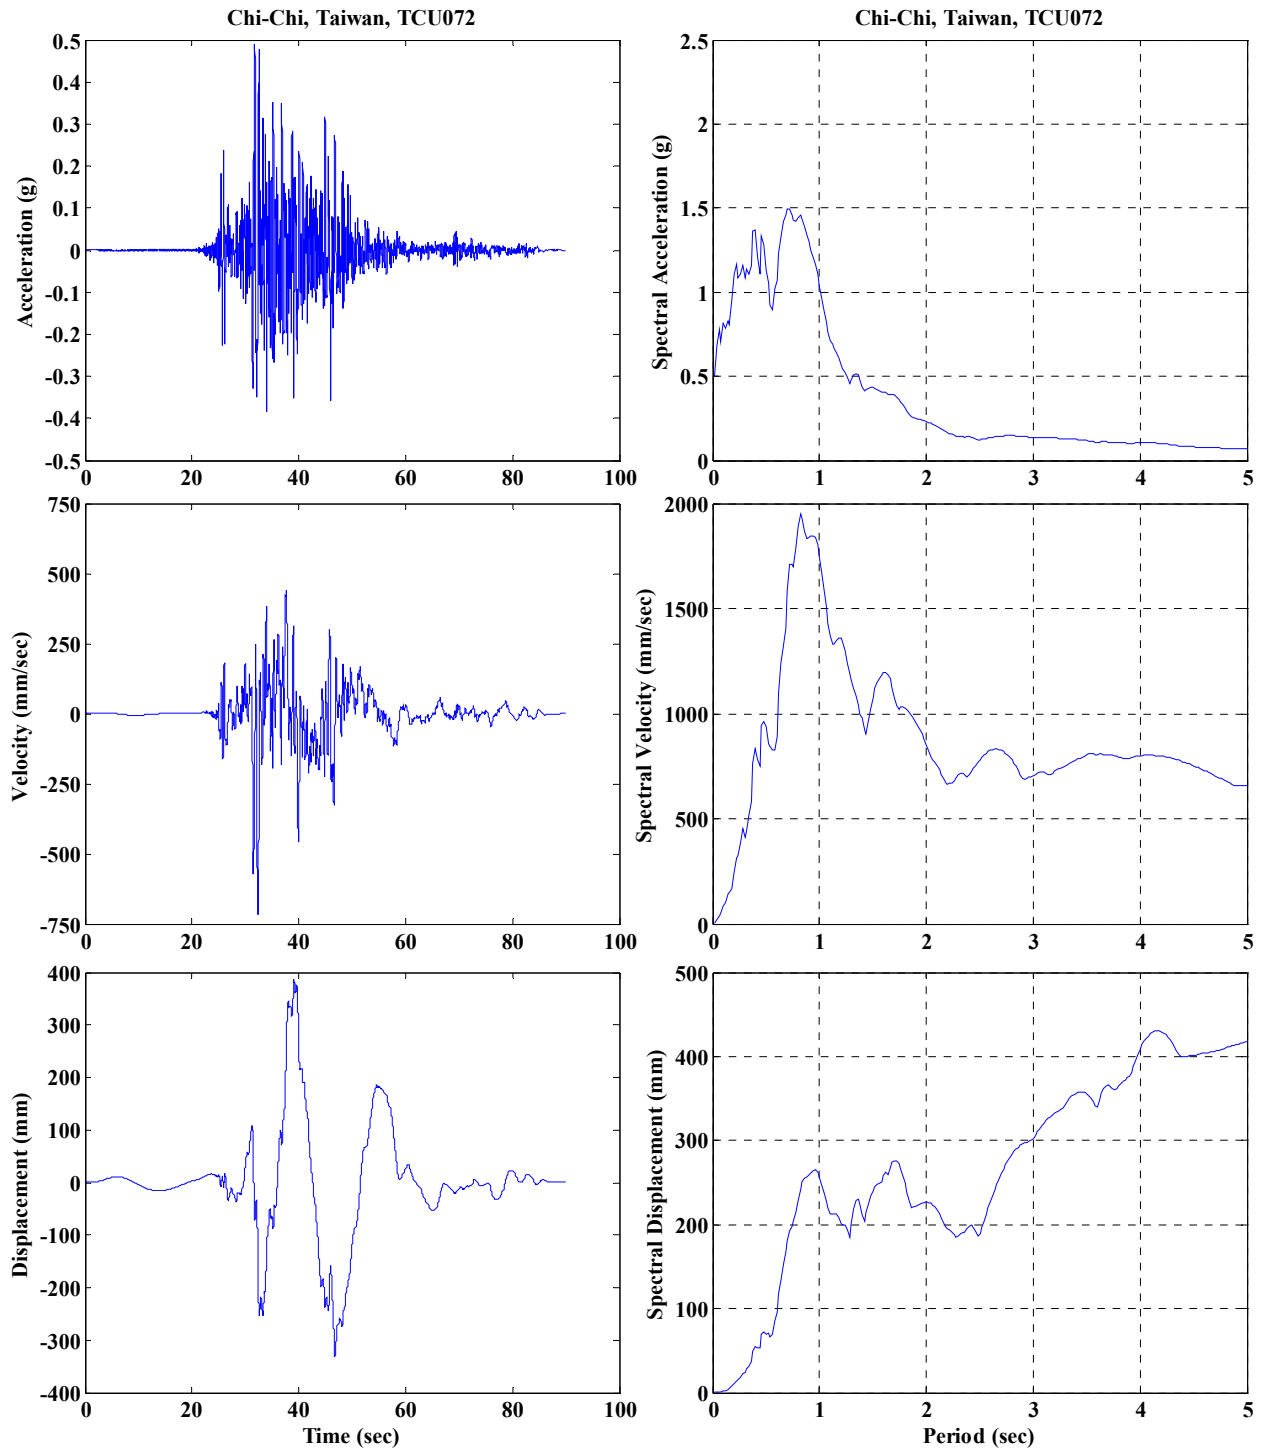 Chi-Chi, Taiwan, TCU072
Acceleration (g)
0.5
0.4
0.3
0.2
0.1
0
-0.1
-0.2
-0.3
-0.4
-0.5
0 20 40 60 80 100
Chi-Chi, Taiwan, TCU072
Spectral Acceleration (g)
2.5
2
1.5
1
0.5
0
0 1 2 3 4 5
Velocity (mm/sec)
750
500
250
0
-250
-500
-750
0 20 40 60 80 100
Spectral Velocity (mm/sec)
2000
1500
1000
500
0
0 1 2 3 4 5
Displacement (mm)
400
300
200
100
0
-100
-200
-300
-400
0 20 40 60 80 100
Time (sec)
Spectral Displacement (mm)
500
400
300
200
100
0
0 1 2 3 4 5
Period (sec)